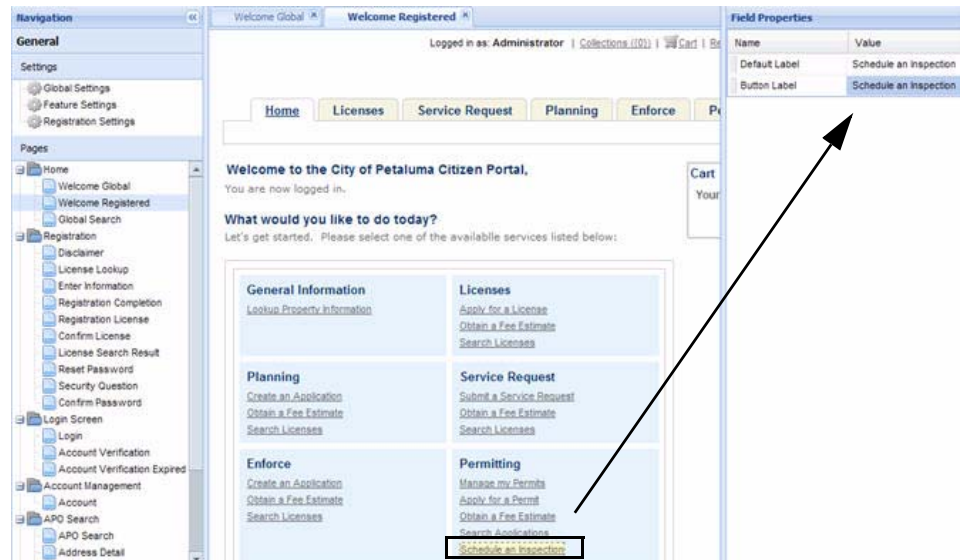 Navigation
General
Settings
Global Settings
Feature Settings
Registration Settings
Pages
Home
Welcome Global
Welcome Registered
Global Search
Registration
Disclaimer
License Lookup
Enter Information
Registration Completion
Registration License
Confirm License
License Search Result
Reset Password
Security Question
Confirm Password
Login Screen
Login
Account Verification
Account Verification Expired
Account Management
Account
APO Search
APO Search
Address Detail
Welcome Global Welcome Registered
Logged in as: Administrator | Collections ((0)) | Cart | Re
Home Licenses Service Request Planning Enforce Pe
Welcome to the City of Petaluma Citizen Portal,
You are now logged in.
What would you like to do today?
Let's get started. Please select one of the availablle services listed below:
Cart
Your
General Information
Lookup Property Information
Licenses
Apply for a License
Obtain a Fee Estimate
Search Licenses
Planning
Create an Application
Obtain a Fee Estimate
Search Licenses
Service Request
Submit a Service Request
Obtain a Fee Estimate
Search Licenses
Enforce
Create an Application
Obtain a Fee Estimate
Search Licenses
Permitting
Manage my Permits
Apply for a Permit
Obtain a Fee Estimate
Search Applications
Schedule an Inspection
Field Properties
Name Value
Default Label Schedule an Inspection
Button Label Schedule an Inspection